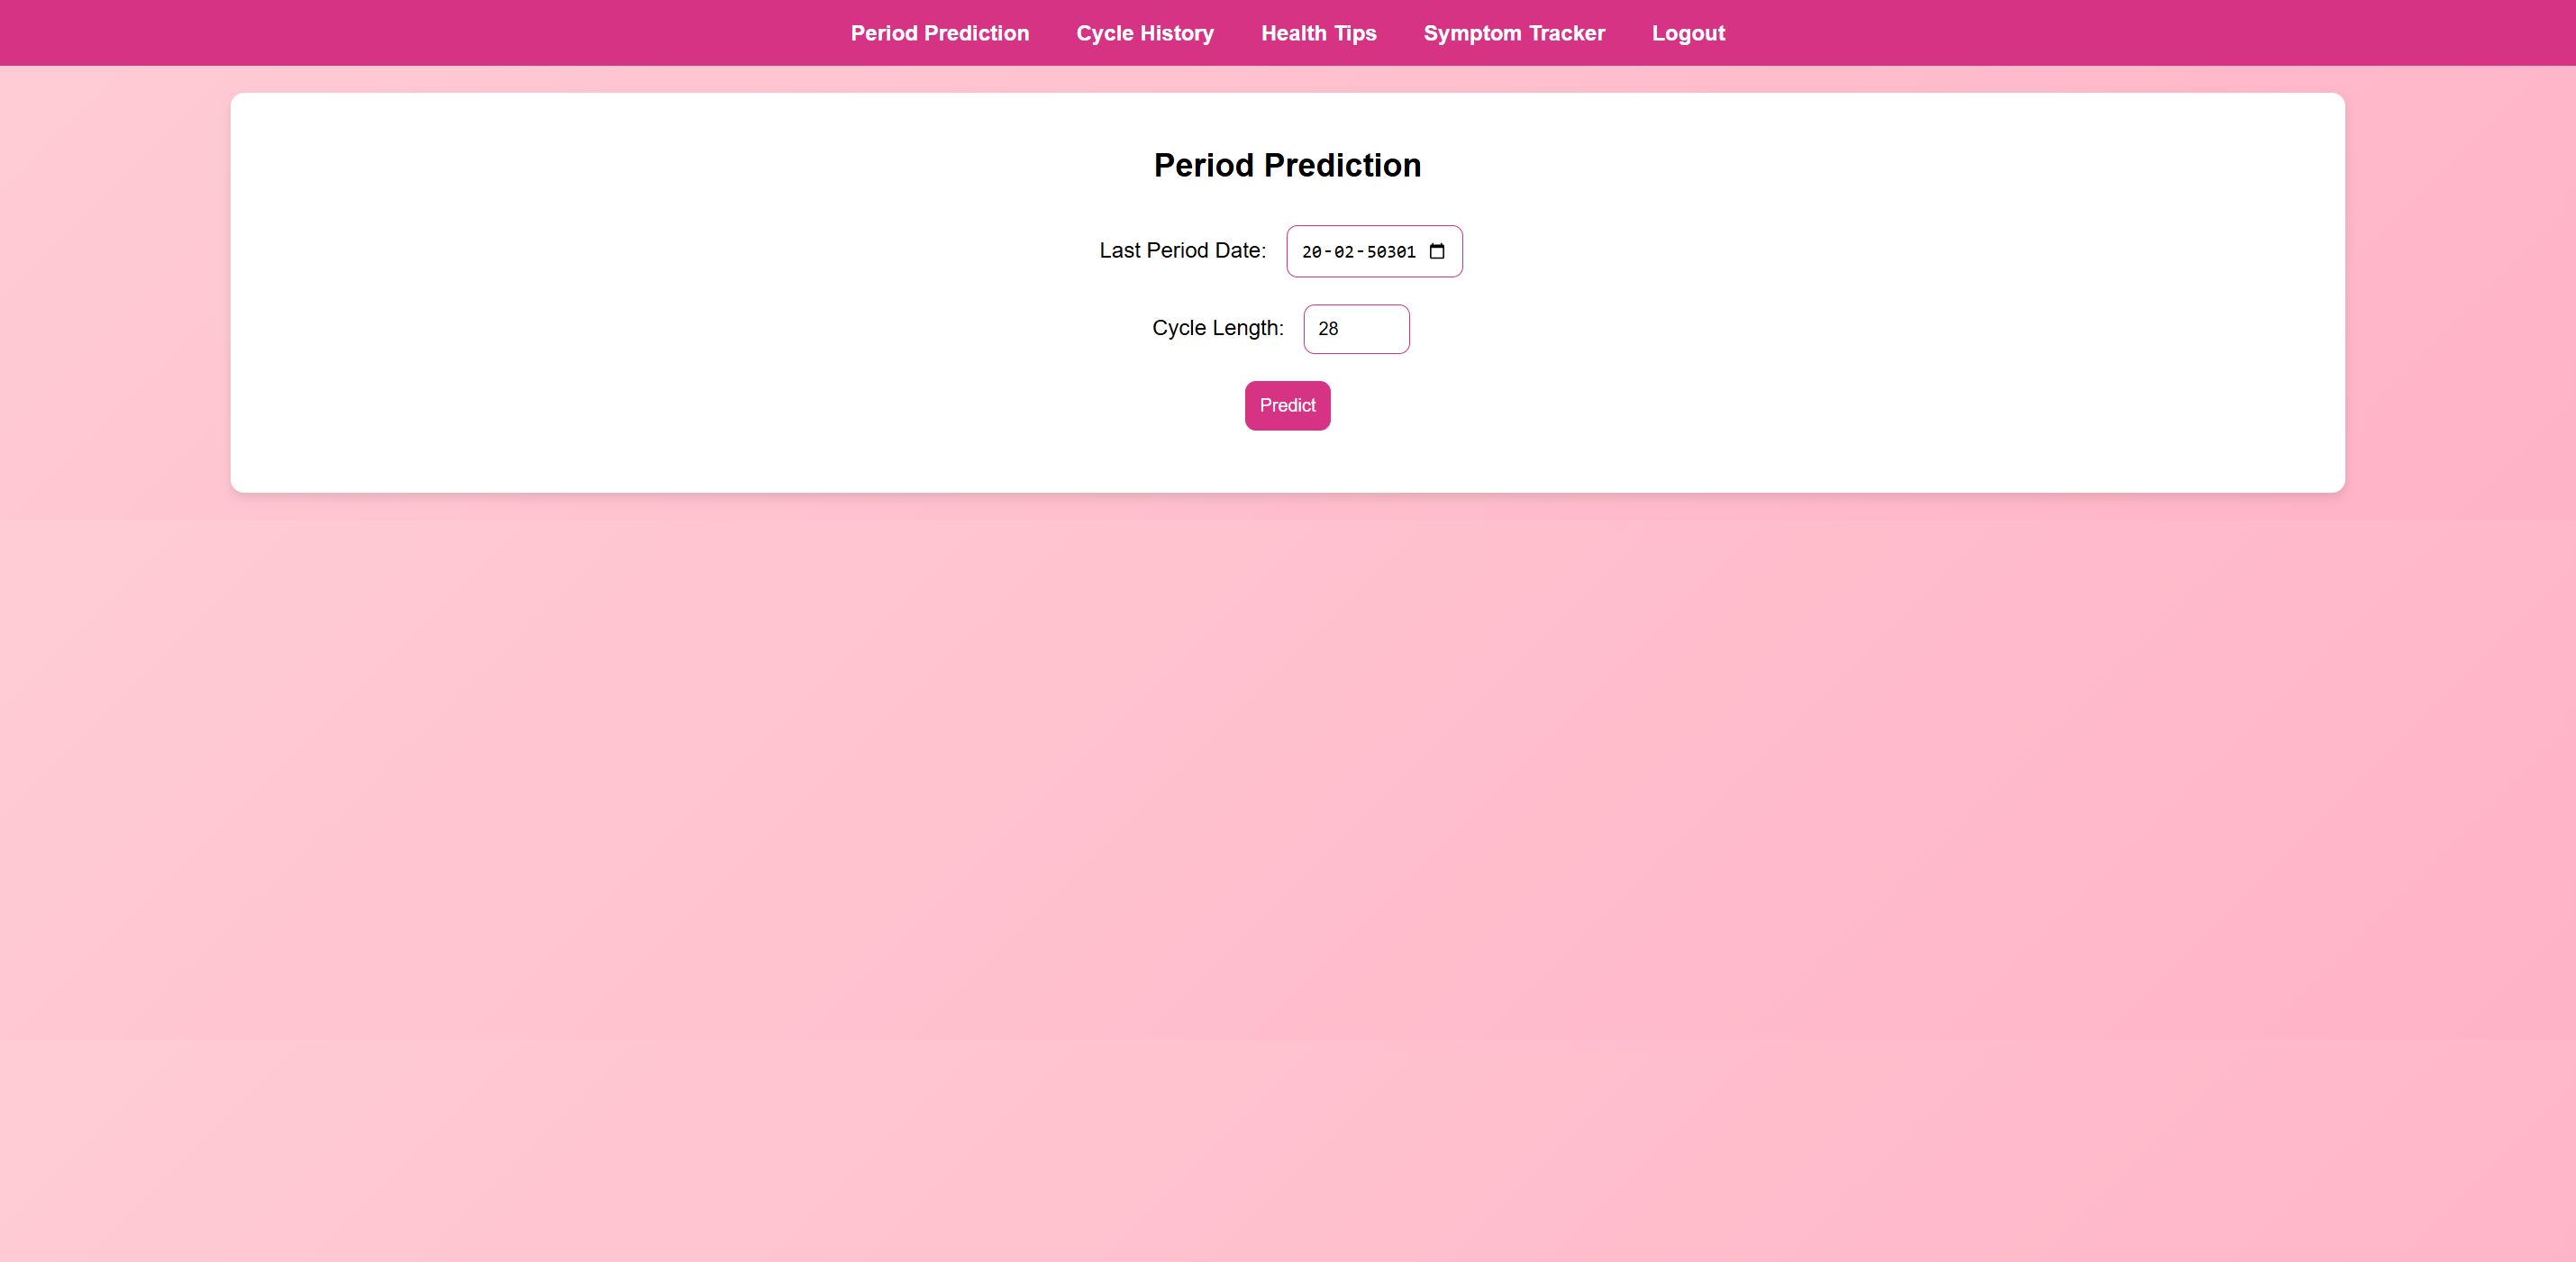 Period Prediction Cycle History Health Tips Symptom Tracker Logout
Period Prediction
Last Period Date: 20-02-50301
Cycle Length: 28
Predict